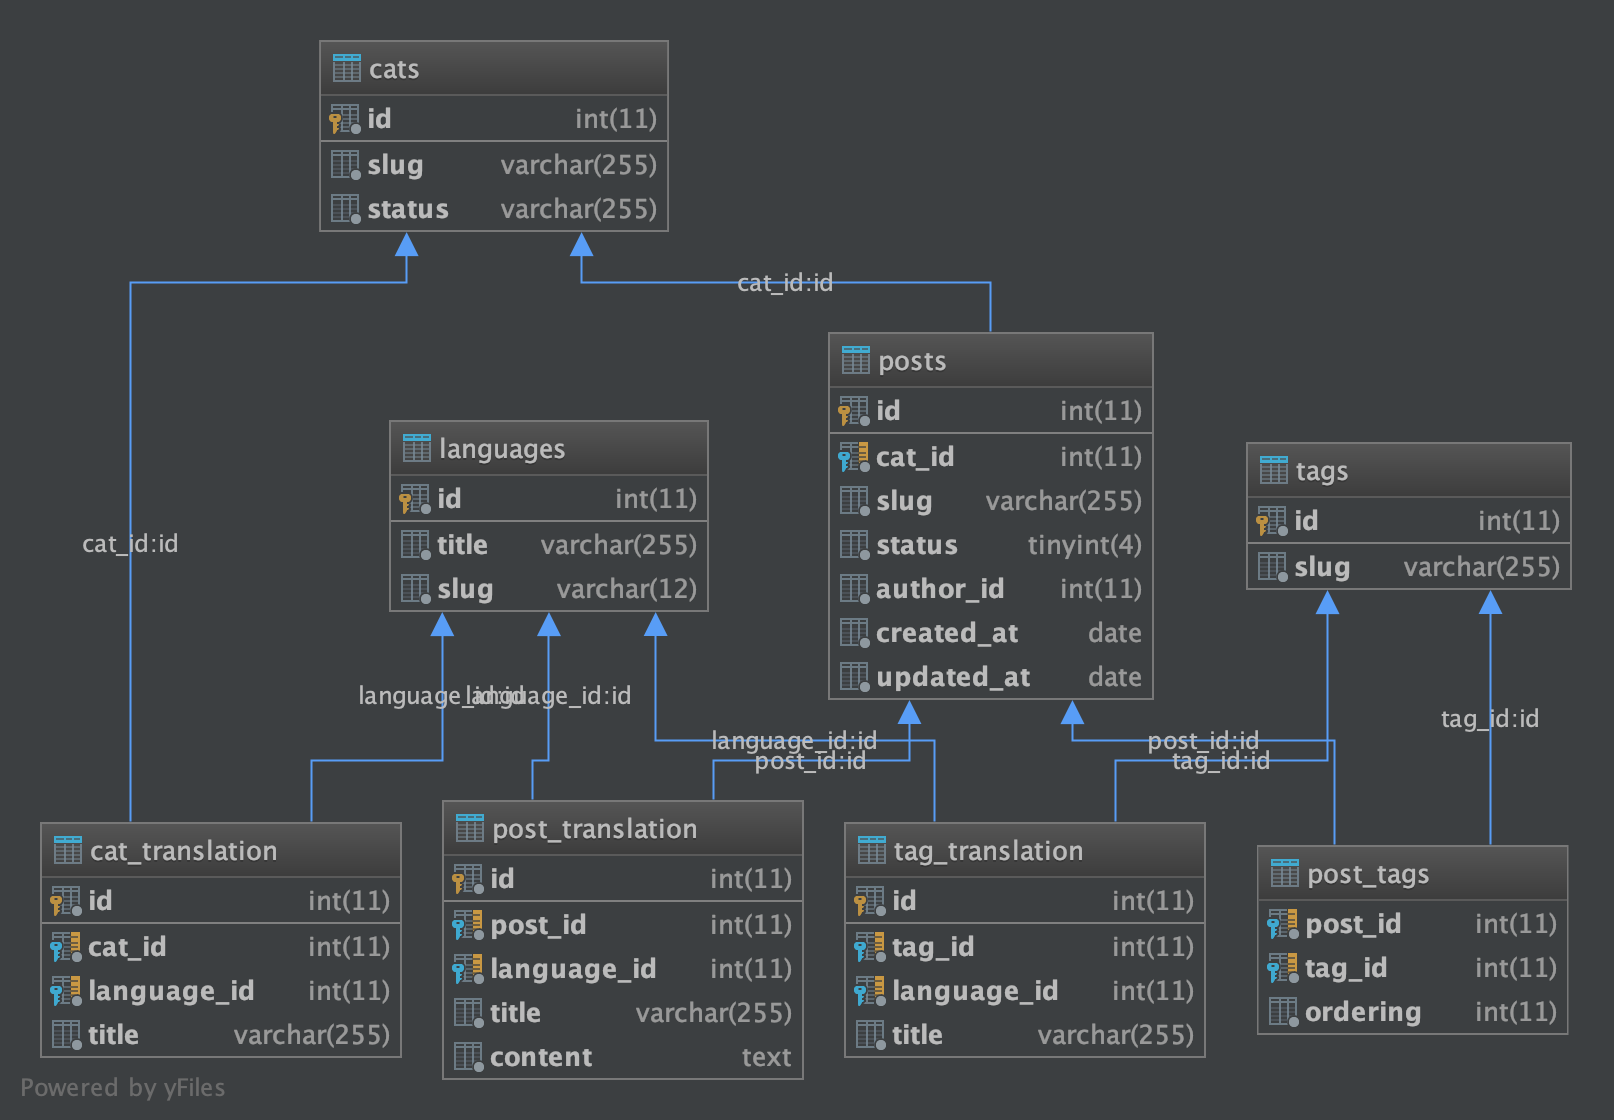 cats
id int(11)
slug varchar(255)
status varchar(255)
cat_id:id
posts
id int(11)
cat_id int(11)
slug varchar(255)
status tinyint(4)
author_id int(11)
created_at date
updated_at date
languages
id int(11)
title varchar(255)
slug varchar(12)
tags
id int(11)
slug varchar(255)
cat_id:id
language_id:id
language_id:id
language_id:id
post_id:id
post_id:id
tag_id:id
tag_id:id
cat_translation
id int(11)
cat_id int(11)
language_id int(11)
title varchar(255)
post_translation
id int(11)
post_id int(11)
language_id int(11)
title varchar(255)
content text
tag_translation
id int(11)
tag_id int(11)
language_id int(11)
title varchar(255)
post_tags
post_id int(11)
tag_id int(11)
ordering int(11)
Powered by yFiles